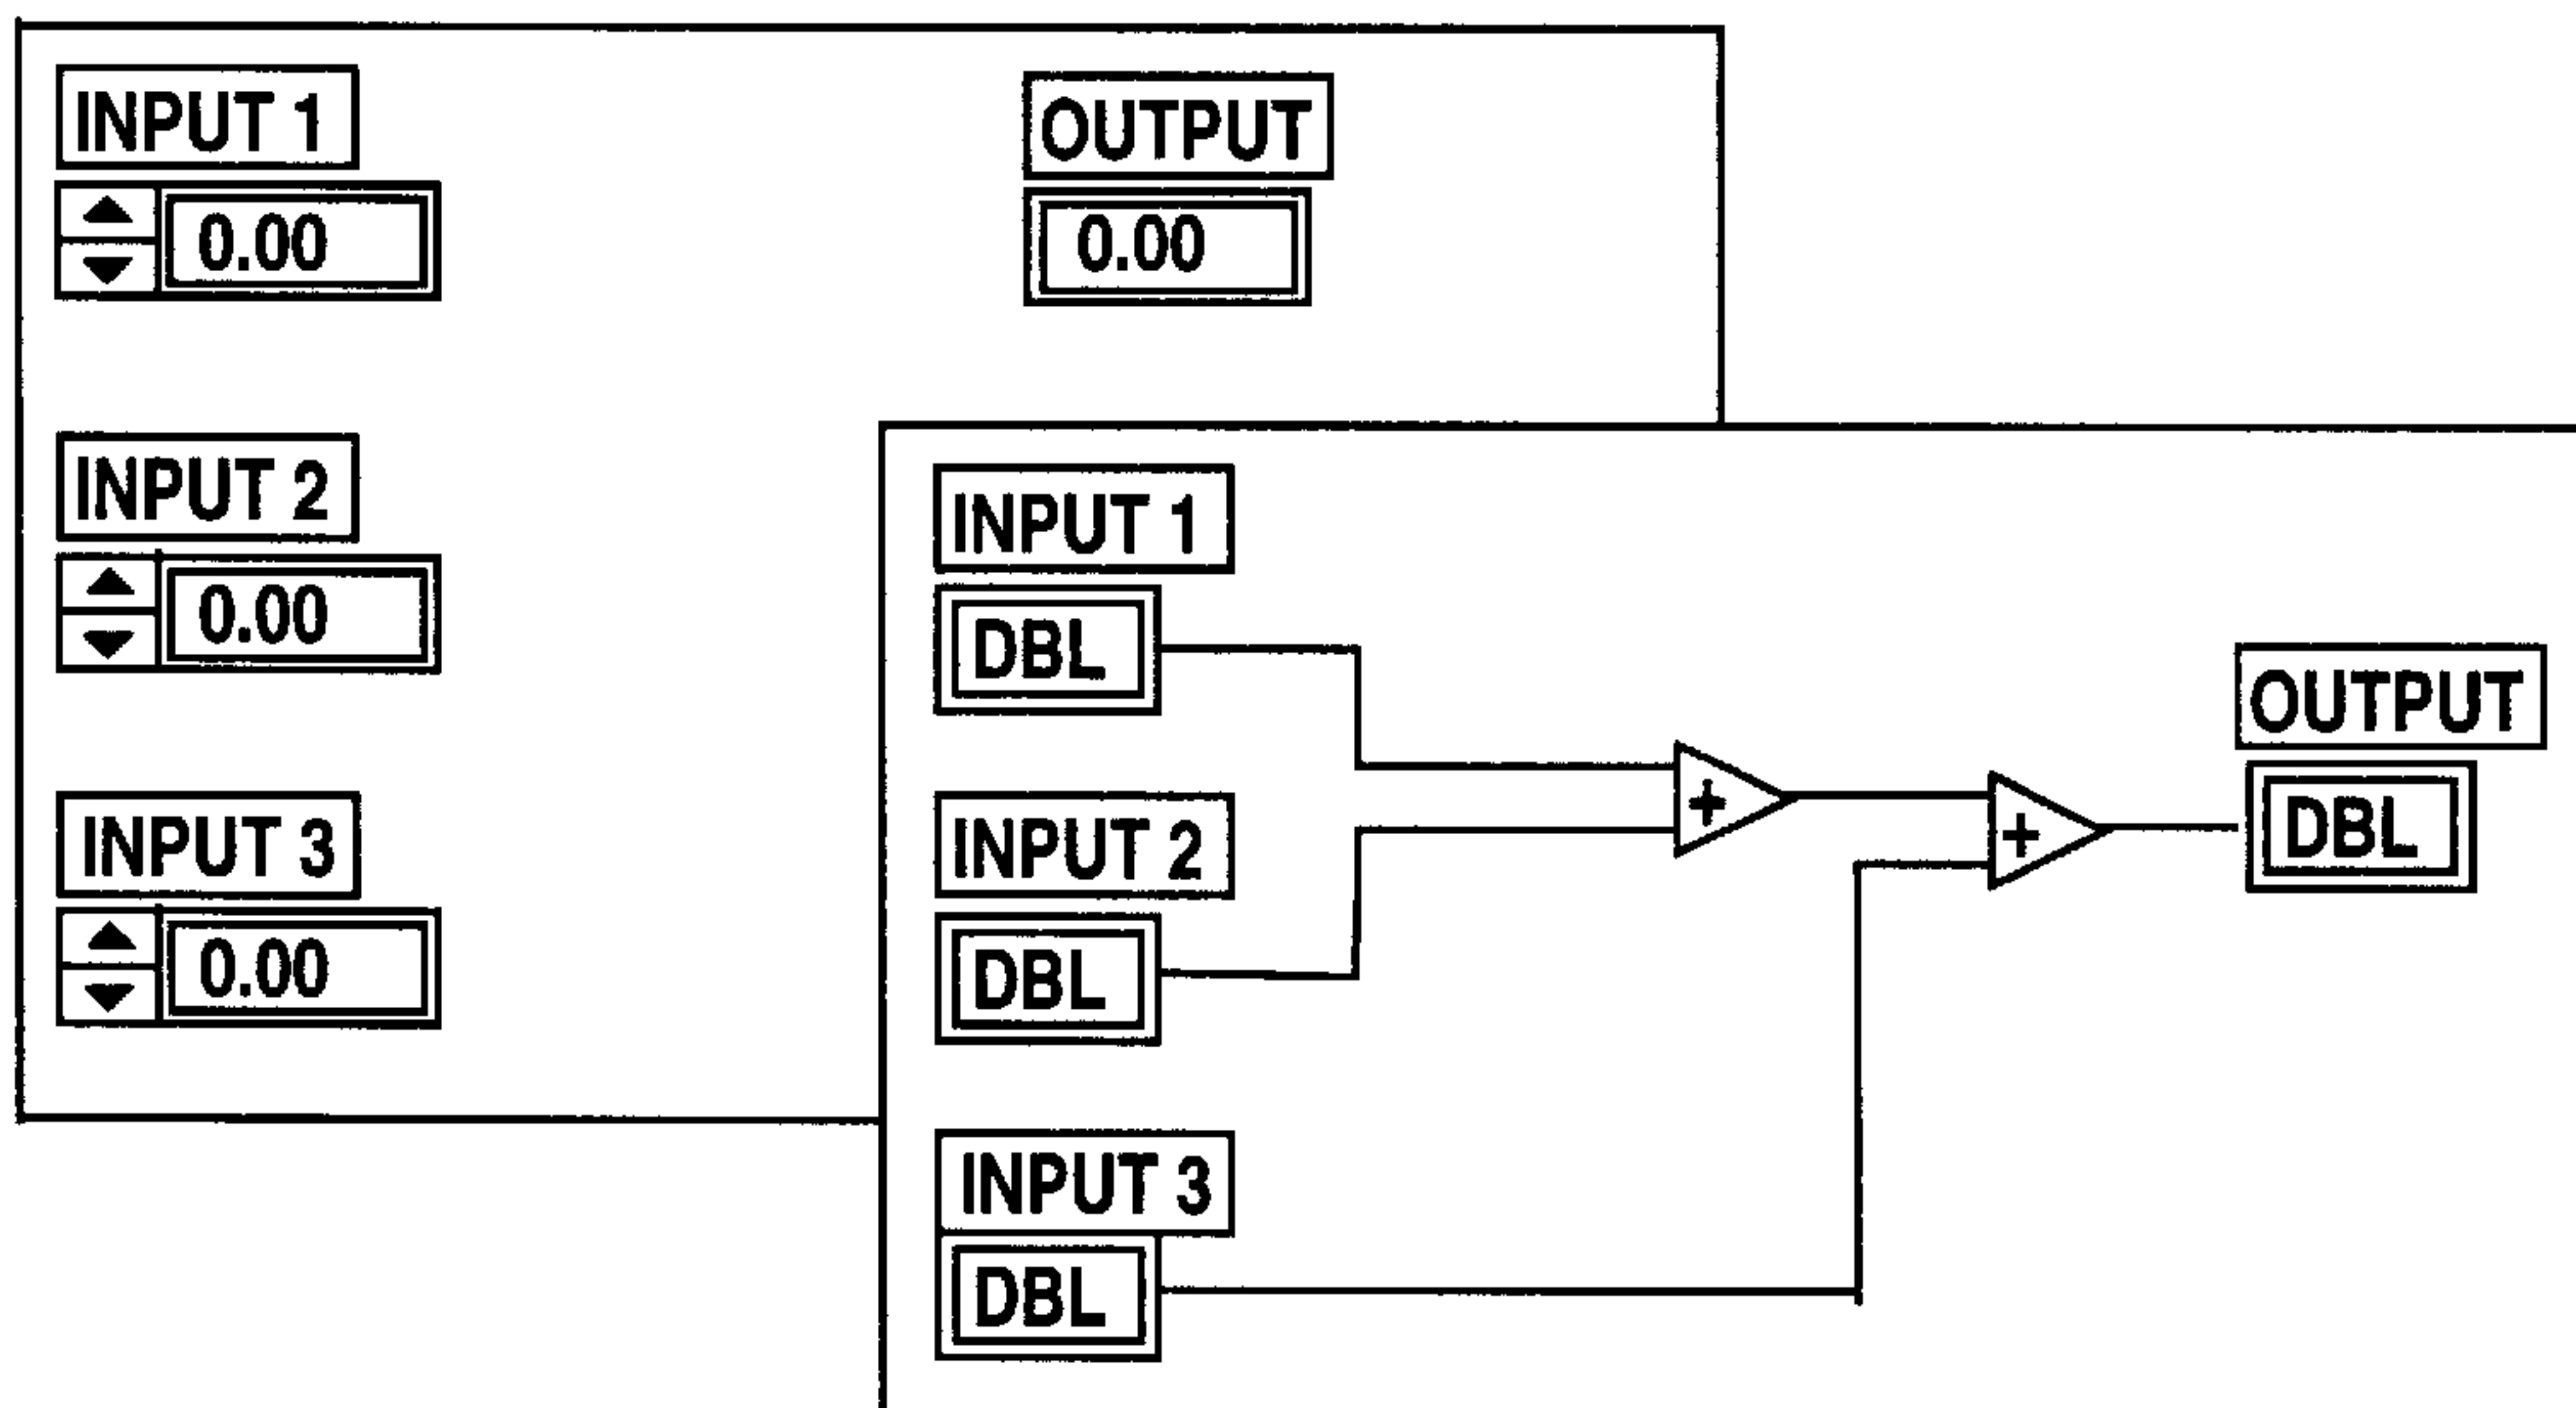 INPUT 1
0.00
OUTPUT
0.00
INPUT 2
0.00
INPUT 3
0.00
INPUT 1
DBL
INPUT 2
DBL
INPUT 3
DBL
+
+
OUTPUT
DBL